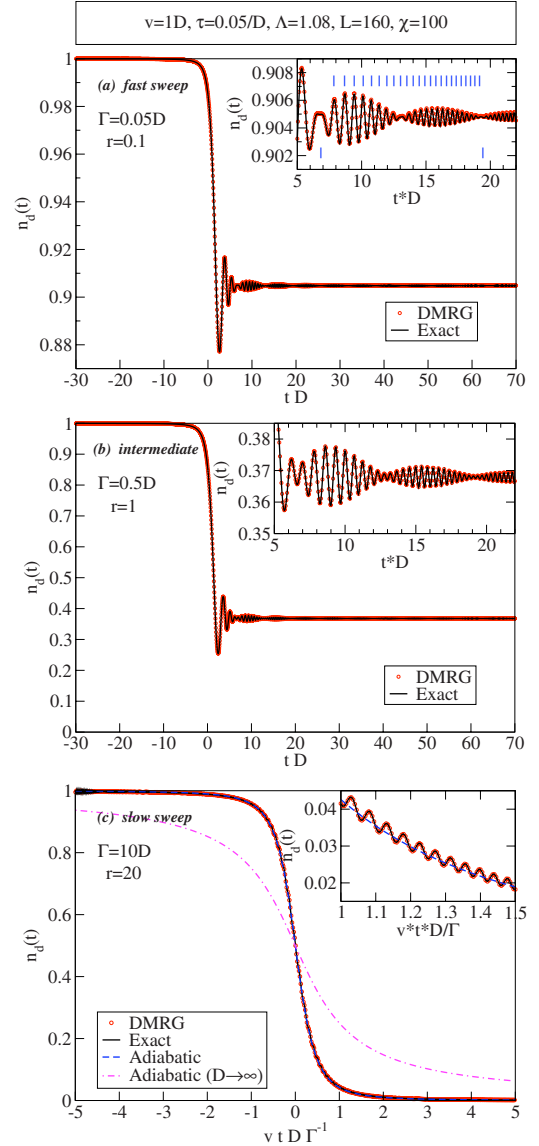 v=1D, τ=0.05/D, Λ=1.08, L=160, χ=100
1
0.98
0.96
0.94
0.92
0.9
0.88
n_d(t)
(a) fast sweep
Γ=0.05D
r=0.1
0.908
0.906
0.904
0.902
n_d(t)
5
10
15
20
t*D
DMRG
Exact
-30
-20
-10
0
10
20
30
40
50
60
70
t D
1
0.9
0.8
0.7
0.6
0.5
0.4
0.3
0.2
0.1
0
n_d(t)
(b) intermediate
Γ=0.5D
r=1
0.38
0.37
0.36
0.35
n_d(t)
5
10
15
20
t*D
DMRG
Exact
-30
-20
-10
0
10
20
30
40
50
60
70
t D
1
0.8
0.6
0.4
0.2
0
n_d(t)
(c) slow sweep
Γ=10D
r=20
0.04
0.03
0.02
n_d(t)
1
1.1
1.2
1.3
1.4
1.5
v*t*D/Γ
DMRG
Exact
Adiabatic
Adiabatic (D→∞)
-5
-4
-3
-2
-1
0
1
2
3
4
5
v t D Γ⁻¹